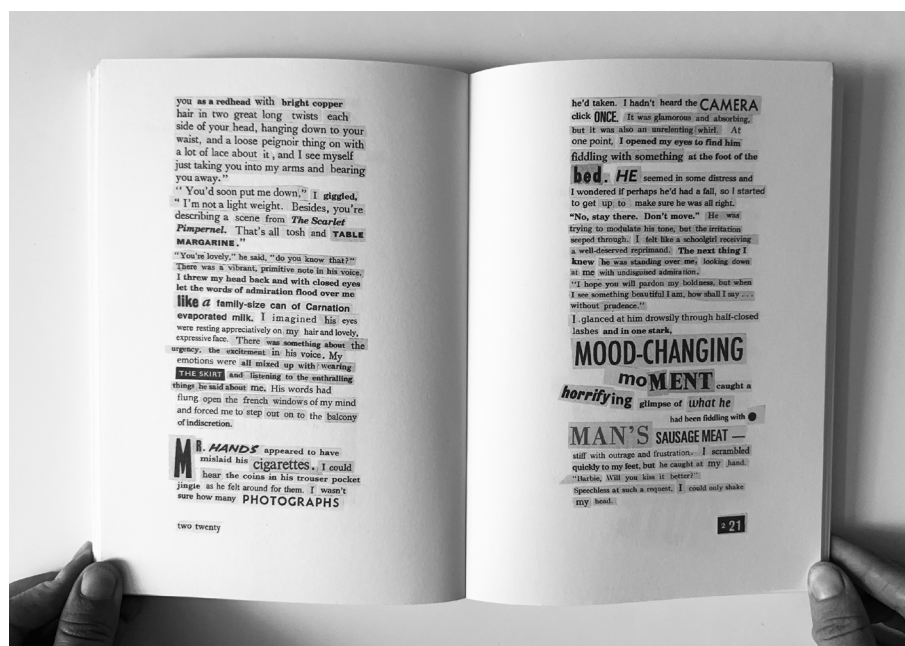 you as a redhead with bright copper
hair in two great long twists each
side of your head, hanging down to your
waist, and a loose peignoir thing on with
a lot of lace about it, and I see myself
just taking you into my arms and bearing
you away."
"You'd soon put me down," I giggled,
"I'm not a light weight. Besides, you're
describing a scene from The Scarlet
Pimpernel. That's all tosh and TABLE
MARGARINE."
"You're lovely," he said, "do you know that?"
There was a vibrant, primitive note in his voice.
I threw my head back and with closed eyes
let the words of admiration flood over me
like a family-size can of Carnation
evaporated milk. I imagined his eyes
were resting appreciatively on my hair and lovely,
expressive face. There was something about the
urgency, the excitement in his voice. My
emotions were all mixed up with wearing
THE SKIRT and listening to the enthralling
things he said about me. His words had
flung open the french windows of my mind
and forced me to step out on to the balcony
of indiscretion.
MR. HANDS appeared to have
mislaid his cigarettes. I could
hear the coins in his trouser pocket
jingle as he felt around for them. I wasn't
sure how many PHOTOGRAPHS
two twenty
he'd taken. I hadn't heard the CAMERA
click ONCE. It was glamorous and absorbing,
but it was also an unrelenting whirl. At
one point, I opened my eyes to find him
fiddling with something at the foot of the
bed. HE seemed in some distress and
I wondered if perhaps he'd had a fall, so I started
to get up to make sure he was all right.
"No, stay there. Don't move." He was
trying to modulate his tone, but the irritation
seeped through. I felt like a schoolgirl receiving
a well-deserved reprimand. The next thing I
knew he was standing over me, looking down
at me with undisguised admiration.
"I hope you will pardon my boldness, but when
I see something beautiful I am, how shall I say . . .
without prudence."
I glanced at him drowsily through half-closed
lashes and in one stark,
MOOD-CHANGING
moMENT caught a
horrifying glimpse of what he
had been fiddling with ●
MAN'S SAUSAGE MEAT —
stiff with outrage and frustration. I scrambled
quickly to my feet, but he caught at my hand.
"Barbie, Will you kiss it better?"
Speechless at such a request, I could only shake
my head.
2 21